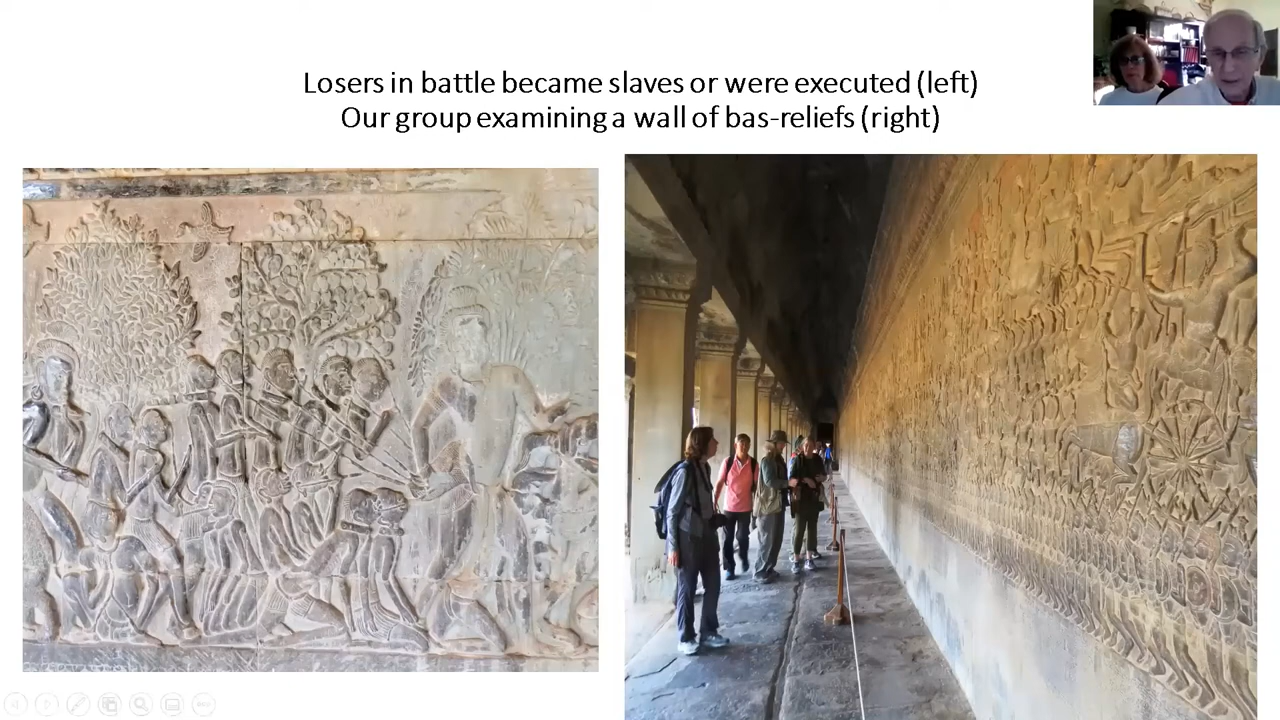 Losers in battle became slaves or were executed (left)
Our group examining a wall of bas-reliefs (right)